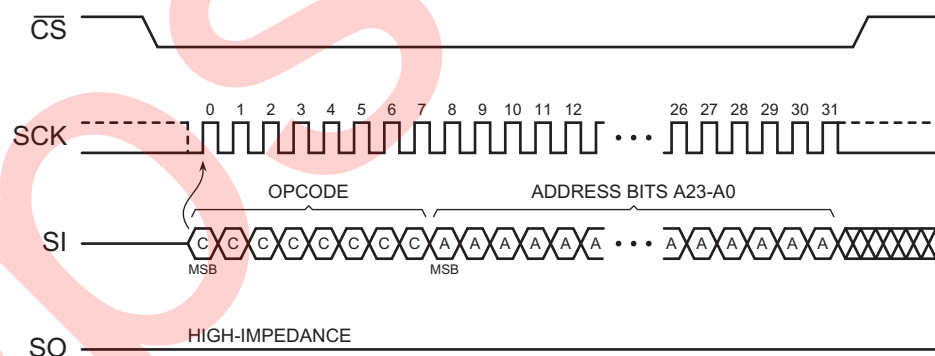 CS
0 1 2 3 4 5 6 7 8 9 10 11 12 26 27 28 29 30 31
SCK
OPCODE ADDRESS BITS A23-A0
SI C C C C C C C C A A A A A A A A A A A A
MSB MSB
HIGH-IMPEDANCE
SO